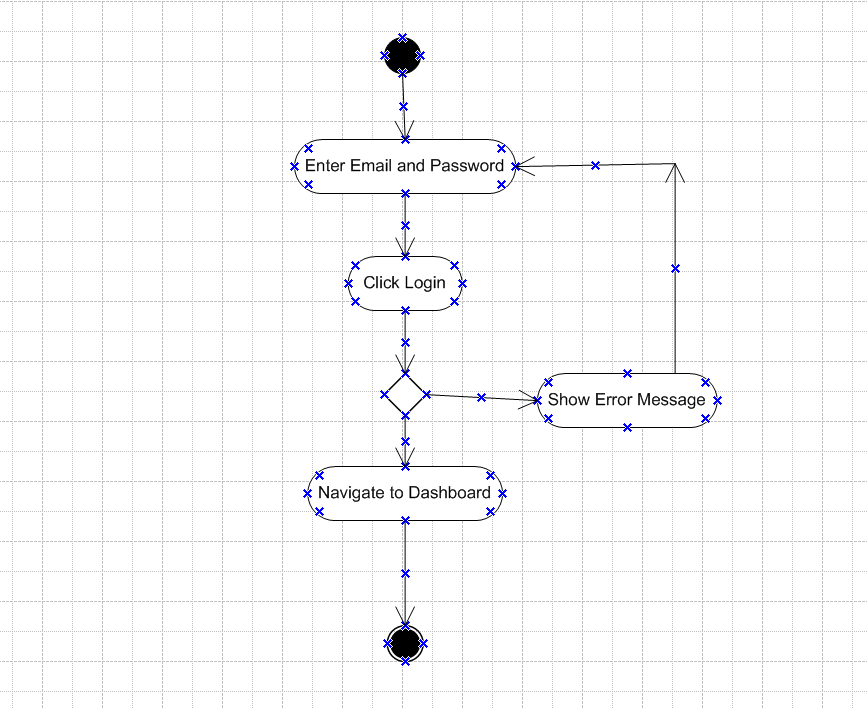 Enter Email and Password
Click Login
Show Error Message
Navigate to Dashboard